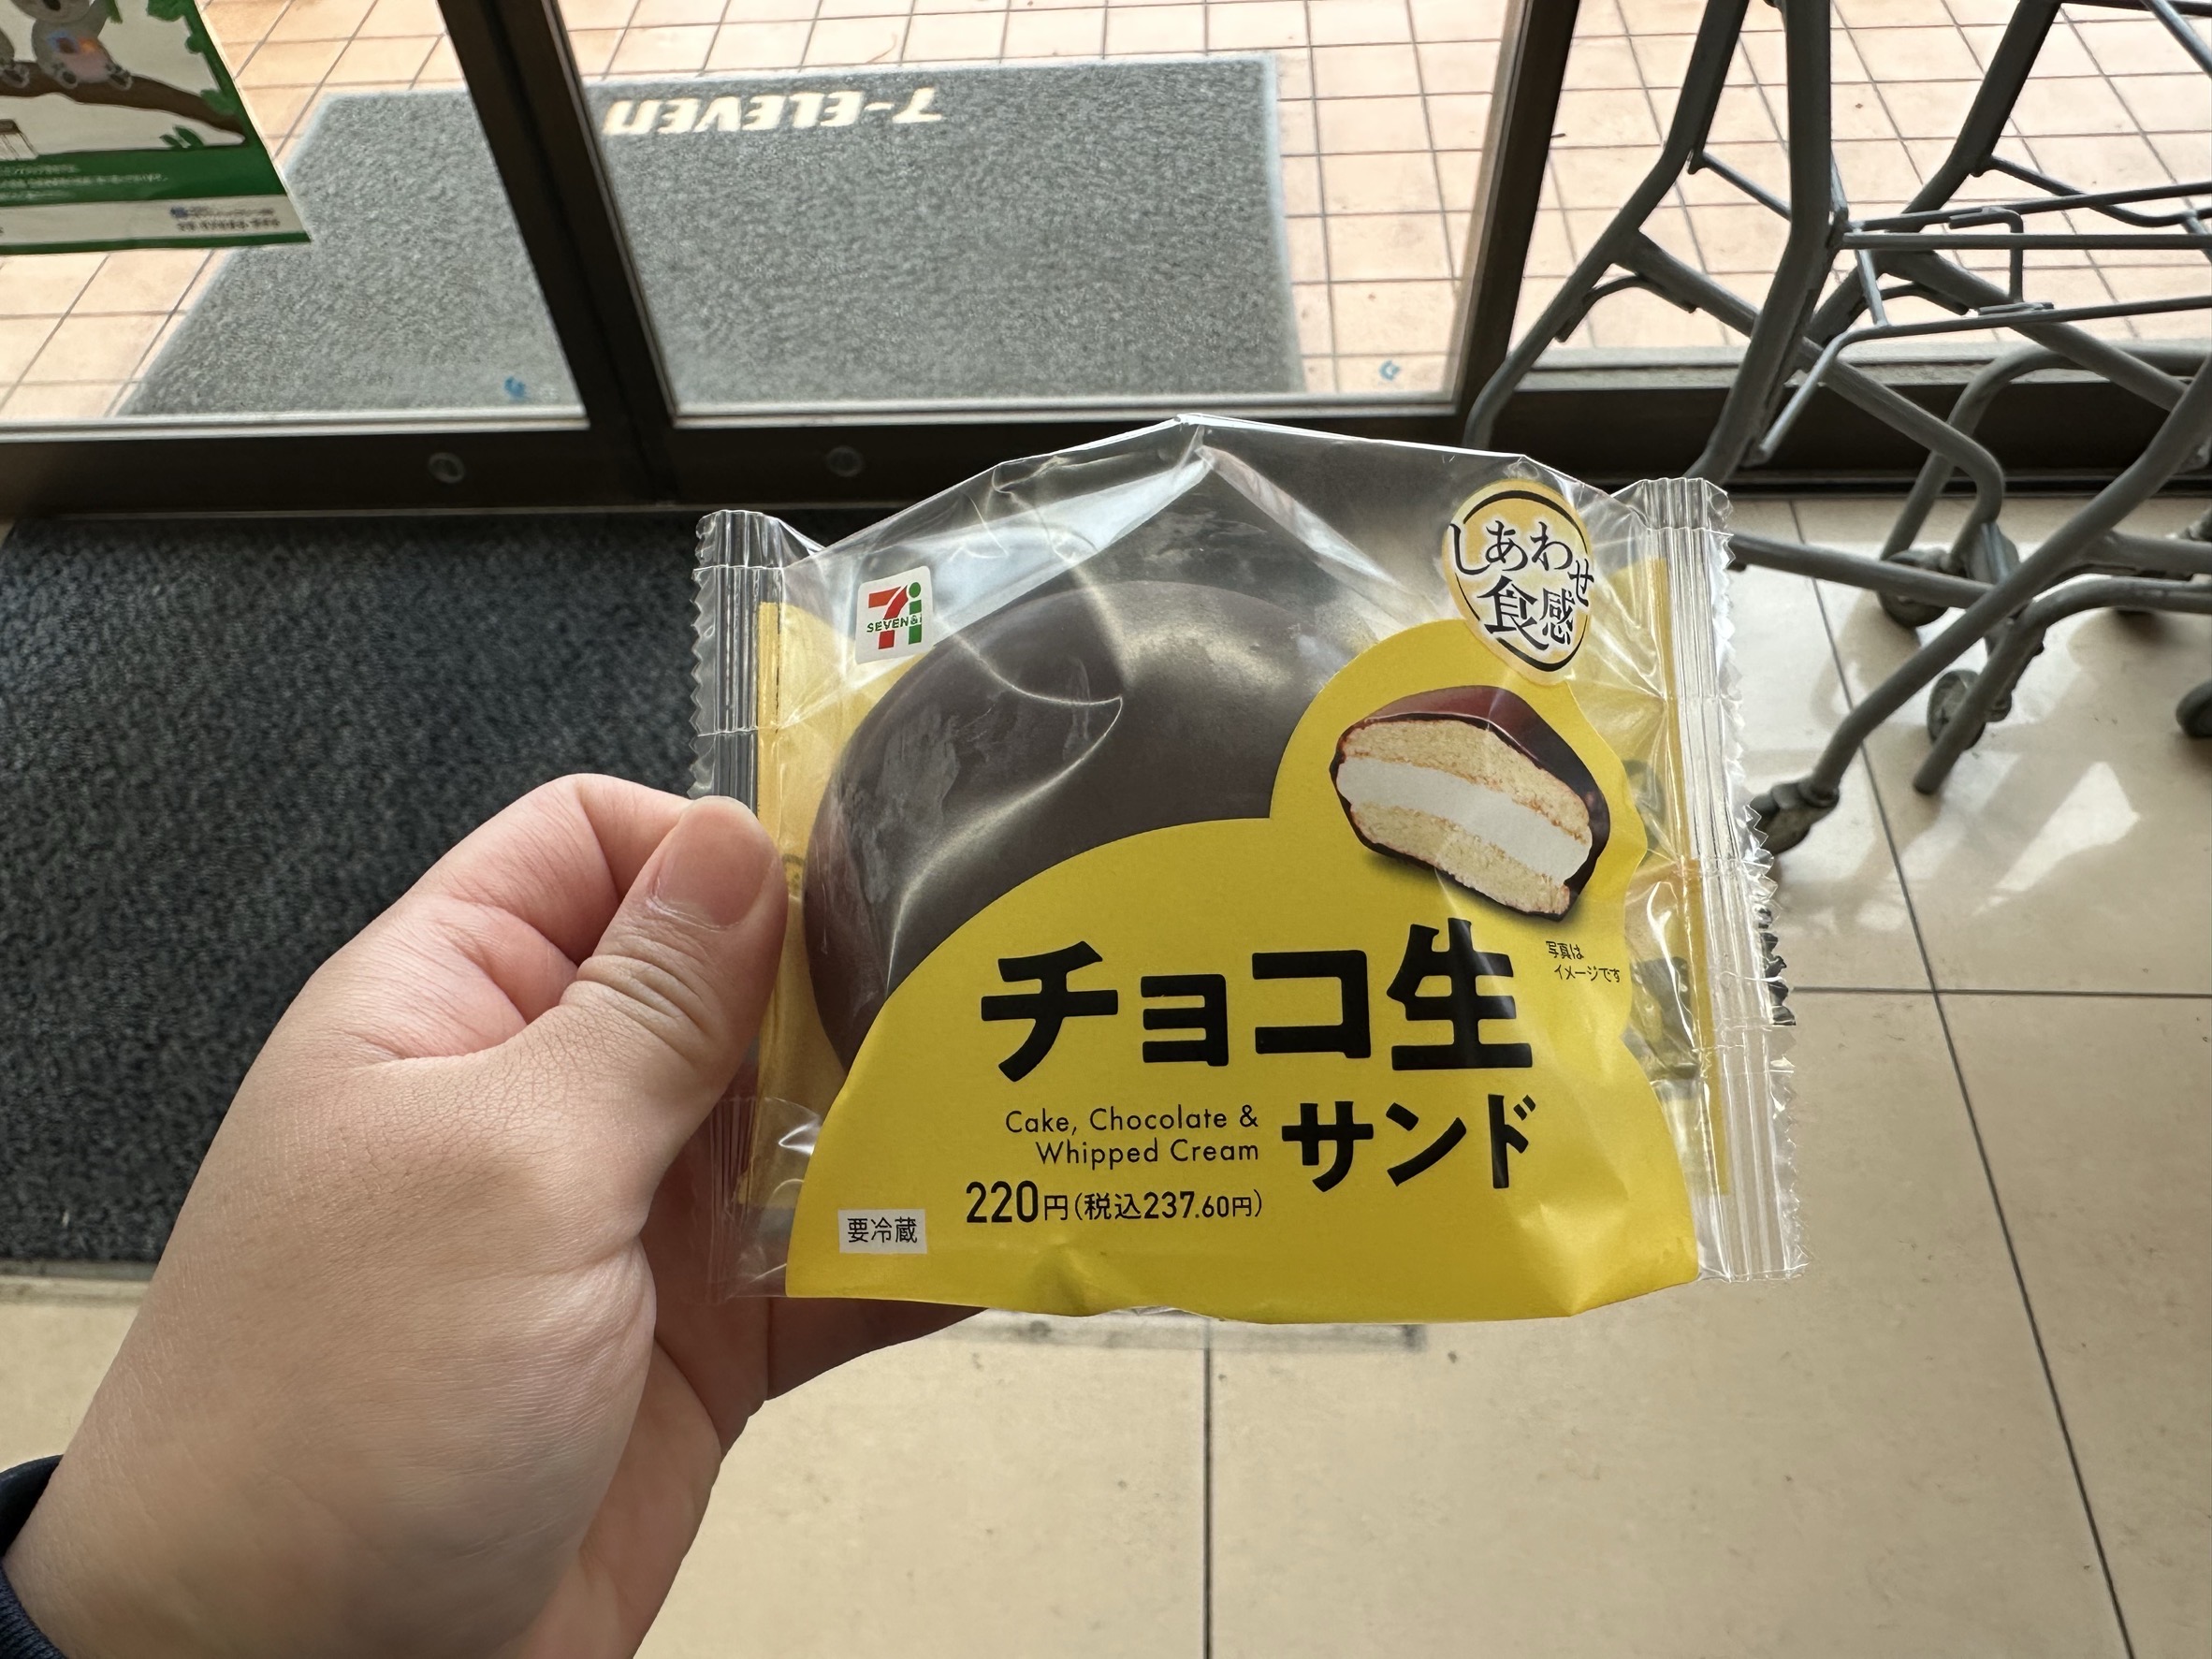 7-ELEVEn
SEVEN&i
しあわせ
食感
写真は
イメージです
チョコ生
サンド
Cake, Chocolate &
Whipped Cream
220円(税込237.60円)
要冷蔵